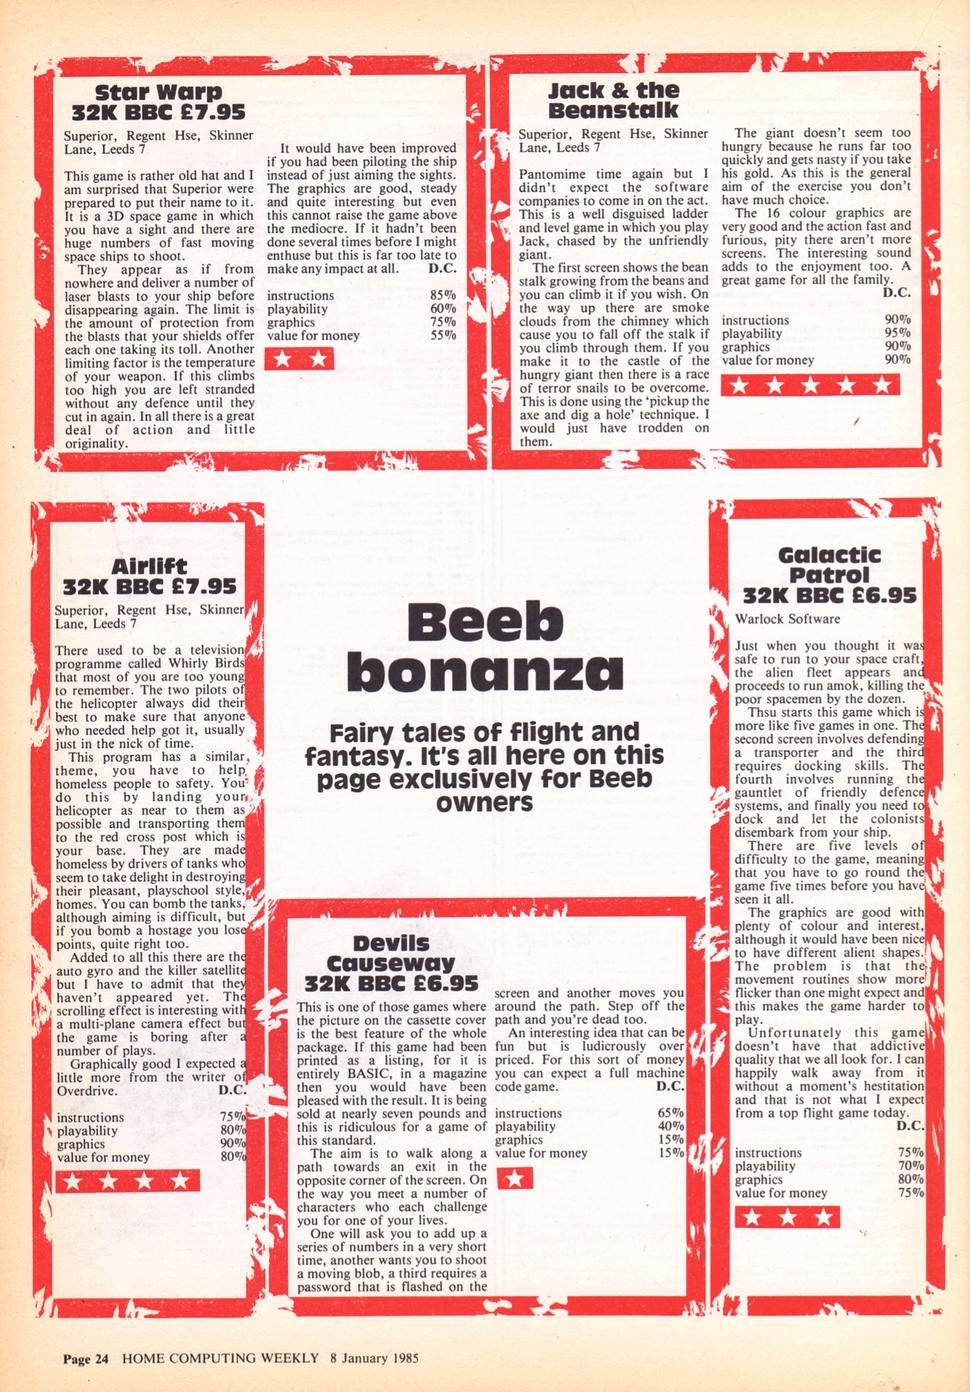 Star Warp
32K BBC £7.95
Superior, Regent Hse, Skinner
Lane, Leeds 7
This game is rather old hat and I
am surprised that Superior were
prepared to put their name to it.
It is a 3D space game in which
you have a sight and there are
huge numbers of fast moving
space ships to shoot.
They appear as if from
nowhere and deliver a number of
laser blasts to your ship before
disappearing again. The limit is
the amount of protection from
the blasts that your shields offer
each one taking its toll. Another
limiting factor is the temperature
of your weapon. If this climbs
too high you are left stranded
without any defence until they
cut in again. In all there is a great
deal of action and little
originality.
It would have been improved
if you had been piloting the ship
instead of just aiming the sights.
The graphics are good, steady
and quite interesting but even
this cannot raise the game above
the mediocre. If it hadn't been
done several times before I might
enthuse but this is far too late to
make any impact at all. D.C.
instructions 85%
playability 60%
graphics 75%
value for money 55%
Jack & the
Beanstalk
Superior, Regent Hse, Skinner
Lane, Leeds 7
Pantomime time again but I
didn't expect the software
companies to come in on the act.
This is a well disguised ladder
and level game in which you play
Jack, chased by the unfriendly
giant.
The first screen shows the bean
stalk growing from the beans and
you can climb it if you wish. On
the way up there are smoke
clouds from the chimney which
cause you to fall off the stalk if
you climb through them. If you
make it to the castle of the
hungry giant then there is a race
of terror snails to be overcome.
This is done using the 'pickup the
axe and dig a hole' technique. I
would just have trodden on
them.
The giant doesn't seem too
hungry because he runs far too
quickly and gets nasty if you take
his gold. As this is the general
aim of the exercise you don't
have much choice.
The 16 colour graphics are
very good and the action fast and
furious, pity there aren't more
screens. The interesting sound
adds to the enjoyment too. A
great game for all the family.
D.C.
instructions 90%
playability 95%
graphics 90%
value for money 90%
Airlift
32K BBC £7.95
Superior, Regent Hse, Skinner
Lane, Leeds 7
There used to be a television
programme called Whirly Birds
that most of you are too young
to remember. The two pilots of
the helicopter always did their
best to make sure that anyone
who needed help got it, usually
just in the nick of time.
This program has a similar
theme, you have to help
homeless people to safety. You
do this by landing your
helicopter as near to them as
possible and transporting them
to the red cross post which is
your base. They are made
homeless by drivers of tanks who
seem to take delight in destroying
their pleasant, playschool style,
homes. You can bomb the tanks,
although aiming is difficult, but
if you bomb a hostage you lose
points, quite right too.
Added to all this there are the
auto gyro and the killer satellite
but I have to admit that they
haven't appeared yet. The
scrolling effect is interesting with
a multi-plane camera effect but
the game is boring after a
number of plays.
Graphically good I expected a
little more from the writer of
Overdrive. D.C.
instructions 75%
playability 80%
graphics 90%
value for money 80%
Beeb
bonanza
Fairy tales of flight and
fantasy. It's all here on this
page exclusively for Beeb
owners
Devils
Causeway
32K BBC £6.95
This is one of those games where
the picture on the cassette cover
is the best feature of the whole
package. If this game had been
printed as a listing, for it is
entirely BASIC, in a magazine
then you would have been
pleased with the result. It is being
sold at nearly seven pounds and
this is ridiculous for a game of
this standard.
The aim is to walk along a
path towards an exit in the
opposite corner of the screen. On
the way you meet a number of
characters who each challenge
you for one of your lives.
One will ask you to add up a
series of numbers in a very short
time, another wants you to shoot
a moving blob, a third requires a
password that is flashed on the
screen and another moves you
around the path. Step off the
path and you're dead too.
An interesting idea that can be
fun but is ludicrously over
priced. For this sort of money
you can expect a full machine
code game. D.C.
instructions 65%
playability 40%
graphics 15%
value for money 15%
Galactic
Patrol
32K BBC £6.95
Warlock Software
Just when you thought it was
safe to run to your space craft,
the alien fleet appears and
proceeds to run amok, killing the
poor spacemen by the dozen.
Thsu starts this game which is
more like five games in one. The
second screen involves defending
a transporter and the third
requires docking skills. The
fourth involves running the
gauntlet of friendly defence
systems, and finally you need to
dock and let the colonists
disembark from your ship.
There are five levels of
difficulty to the game, meaning
that you have to go round the
game five times before you have
seen it all.
The graphics are good with
plenty of colour and interest,
although it would have been nice
to have different alient shapes.
The problem is that the
movement routines show more
flicker than one might expect and
this makes the game harder to
play.
Unfortunately this game
doesn't have that addictive
quality that we all look for. I can
happily walk away from it
without a moment's hestitation
and that is not what I expect
from a top flight game today.
D.C.
instructions 75%
playability 70%
graphics 80%
value for money 75%
Page 24 HOME COMPUTING WEEKLY 8 January 1985